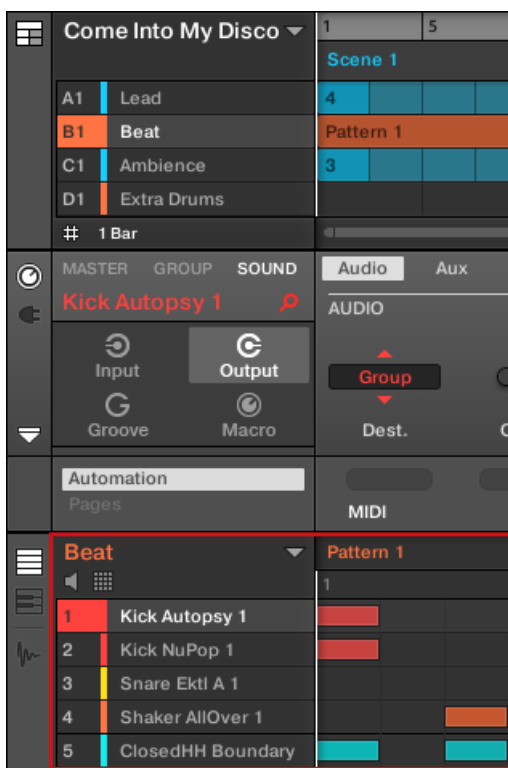 Come Into My Disco
1 5
Scene 1
A1 Lead 4
B1 Beat Pattern 1
C1 Ambience 3
D1 Extra Drums
1 Bar
MASTER GROUP SOUND Audio Aux
Kick Autopsy 1 AUDIO
Input Output Group
Groove Macro Dest.
Automation
Pages MIDI
Beat Pattern 1
1
1 Kick Autopsy 1
2 Kick NuPop 1
3 Snare Ektl A 1
4 Shaker AllOver 1
5 ClosedHH Boundary